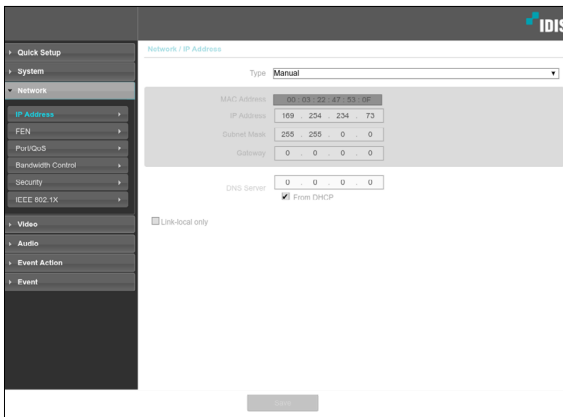 IDIS
Quick Setup
System
Network
IP Address
FEN
Port/QoS
Bandwidth Control
Security
IEEE 802.1X
Video
Audio
Event Action
Event
Network / IP Address
Type Manual
MAC Address 00 : 03 : 22 : 47 : 53 : 0F
IP Address 169 . 254 . 234 . 73
Subnet Mask 255 . 255 . 0 . 0
Gateway 0 . 0 . 0 . 0
DNS Server 0 . 0 . 0 . 0
From DHCP
Link-local only
Save